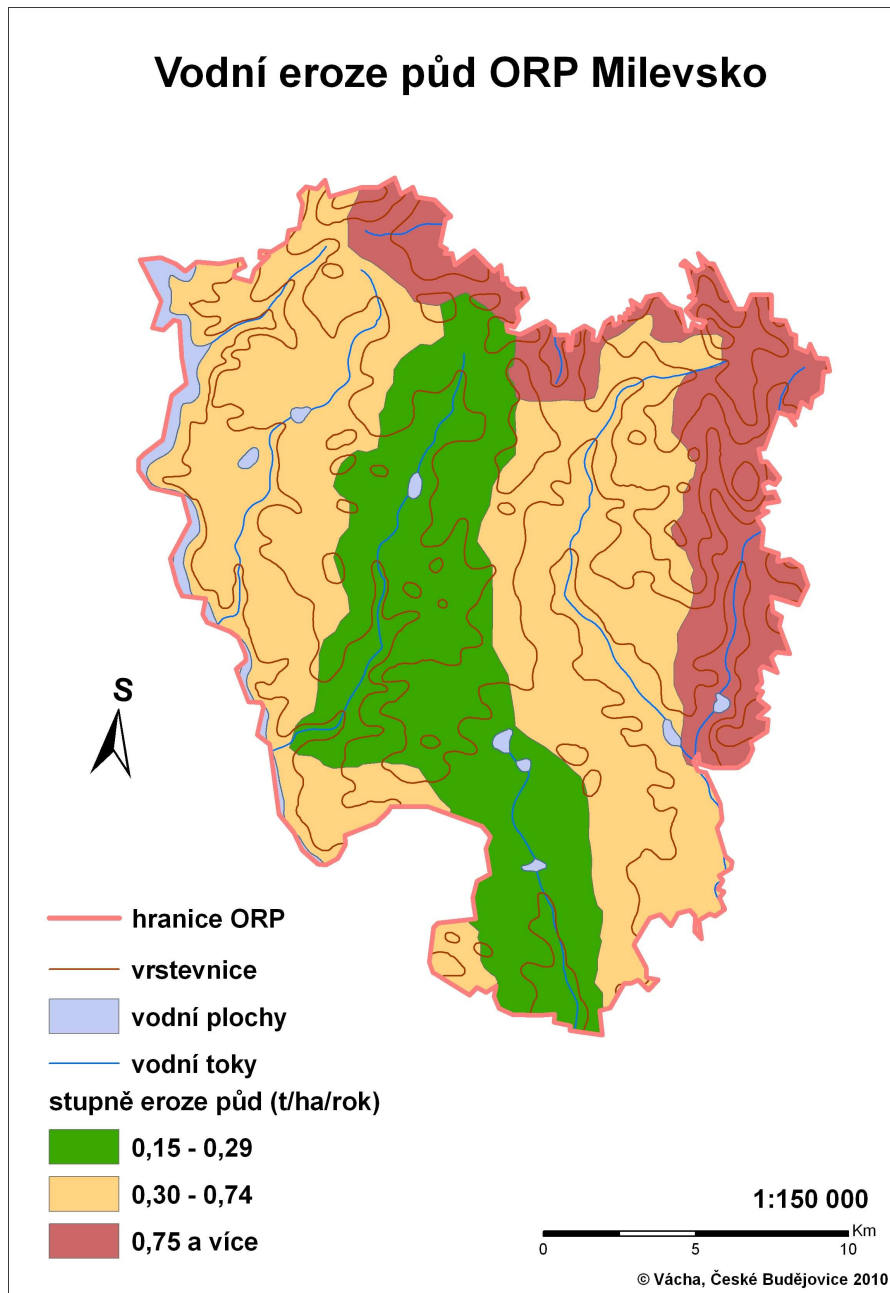 Vodní eroze půd ORP Milevsko
S
hranice ORP
vrstevnice
vodní plochy
vodní toky
stupně eroze půd (t/ha/rok)
0,15 - 0,29
0,30 - 0,74
0,75 a více
1:150 000
Km
0 5 10
© Vácha, České Budějovice 2010